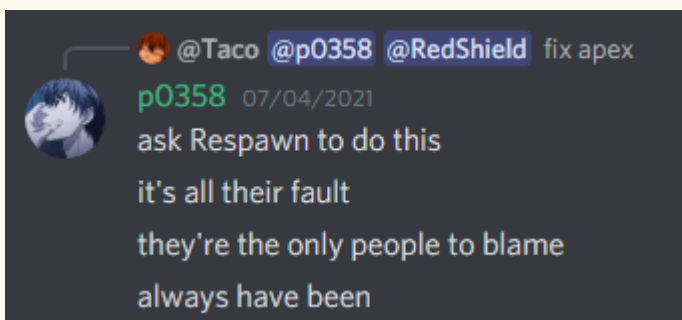 @Taco @p0358 @RedShield fix apex
p0358 07/04/2021
ask Respawn to do this
it's all their fault
they're the only people to blame
always have been